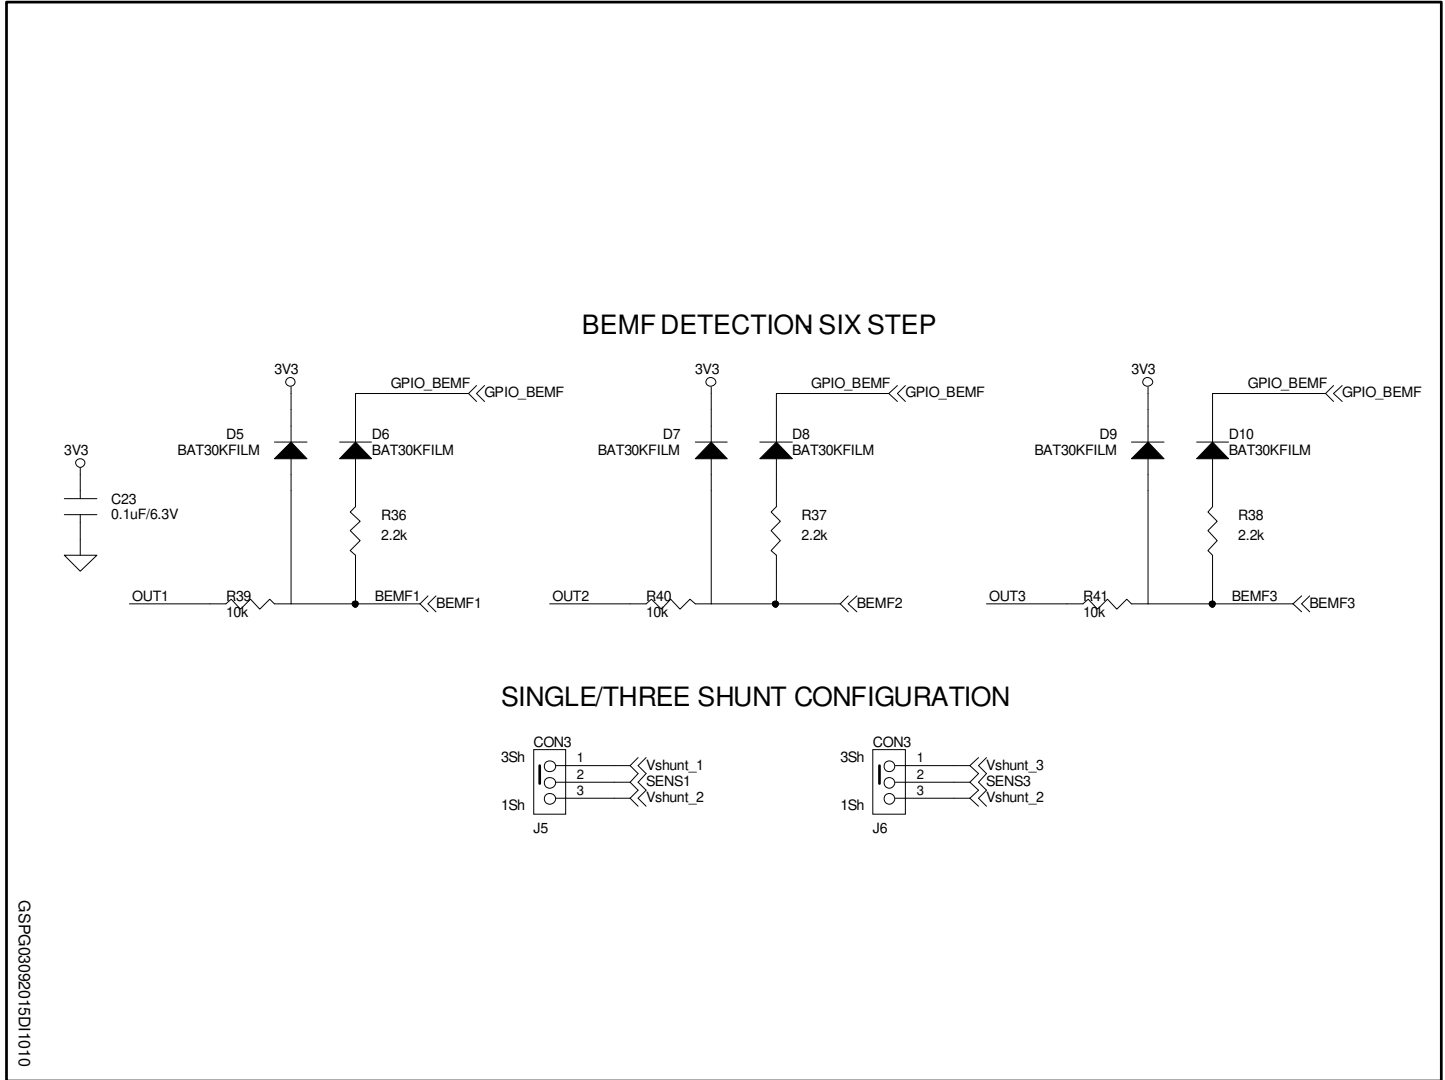 BEMF DETECTION SIX STEP
3V3
GPIO_BEMF
GPIO_BEMF
D5
BAT30KFILM
D6
BAT30KFILM
3V3
C23
0.1uF/6.3V
R36
2.2k
OUT1
R39
10k
BEMF1
BEMF1
3V3
GPIO_BEMF
GPIO_BEMF
D7
BAT30KFILM
D8
BAT30KFILM
R37
2.2k
OUT2
R40
10k
BEMF2
3V3
GPIO_BEMF
GPIO_BEMF
D9
BAT30KFILM
D10
BAT30KFILM
R38
2.2k
OUT3
R41
10k
BEMF3
BEMF3
SINGLE/THREE SHUNT CONFIGURATION
CON3
3Sh
1
Vshunt_1
2
SENS1
3
Vshunt_2
1Sh
J5
CON3
3Sh
1
Vshunt_3
2
SENS3
3
Vshunt_2
1Sh
J6
GSPG03092015DI1010